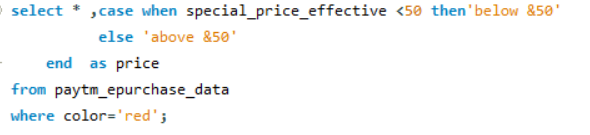 select * ,case when special_price_effective <50 then'below &50'
else 'above &50'
end as price
from paytm_epurchase_data
where color='red';